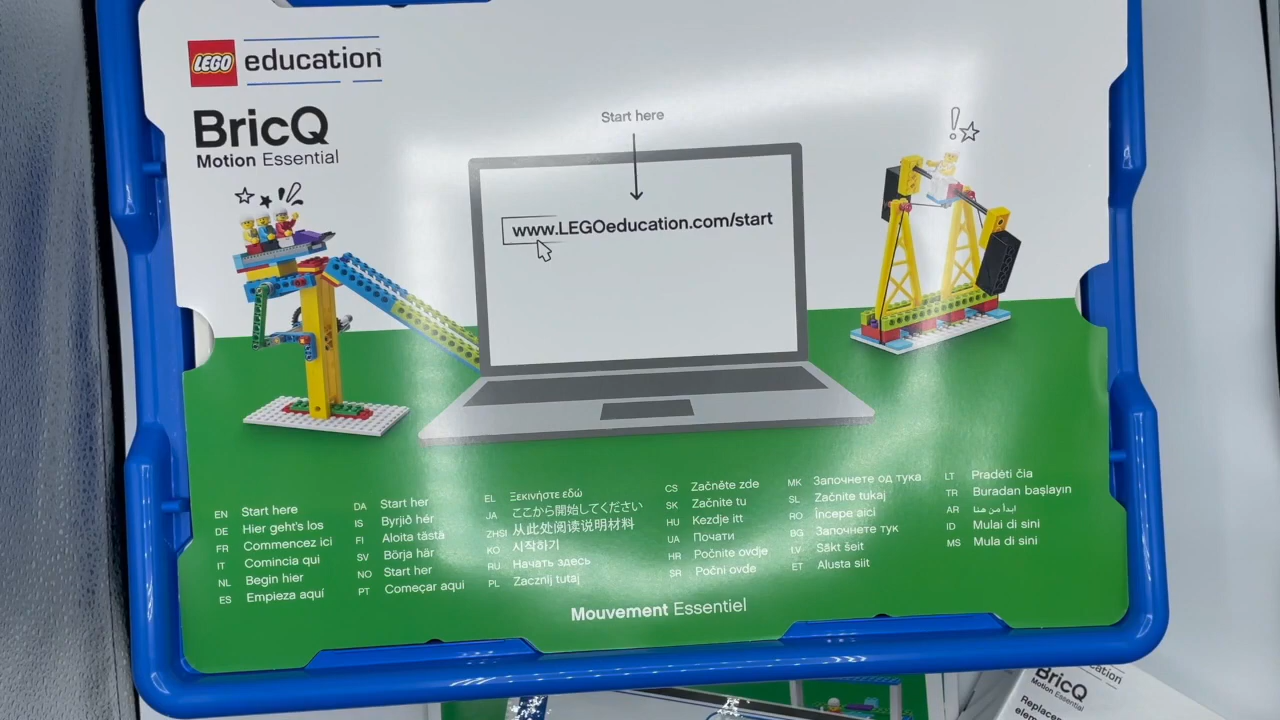 LEGO education
BricQ
Motion Essential
Start here
www.LEGOeducation.com/start
EN Start here
DE Hier geht's los
FR Commencez ici
IT Comincia qui
NL Begin hier
ES Empieza aquí
DA Start her
IS Byrjið hér
FI Aloita tästä
SV Börja här
NO Start her
PT Começar aqui
EL Ξεκινήστε εδώ
JA ここから開始してください
ZHSI 从此处阅读说明材料
KO 시작하기
RU Начать здесь
PL Zacznij tutaj
CS Začněte zde
SK Začnite tu
HU Kezdje itt
UA Почати
HR Počnite ovdje
SR Počni ovde
MK Започнете од тука
SL Začnite tukaj
RO Începe aici
BG Започнете тук
LV Sākt šeit
ET Alusta siit
LT Pradėti čia
TR Buradan başlayın
AR ابدأ من هنا
ID Mulai di sini
MS Mula di sini
Mouvement Essentiel
education
BricQ
Motion Essential